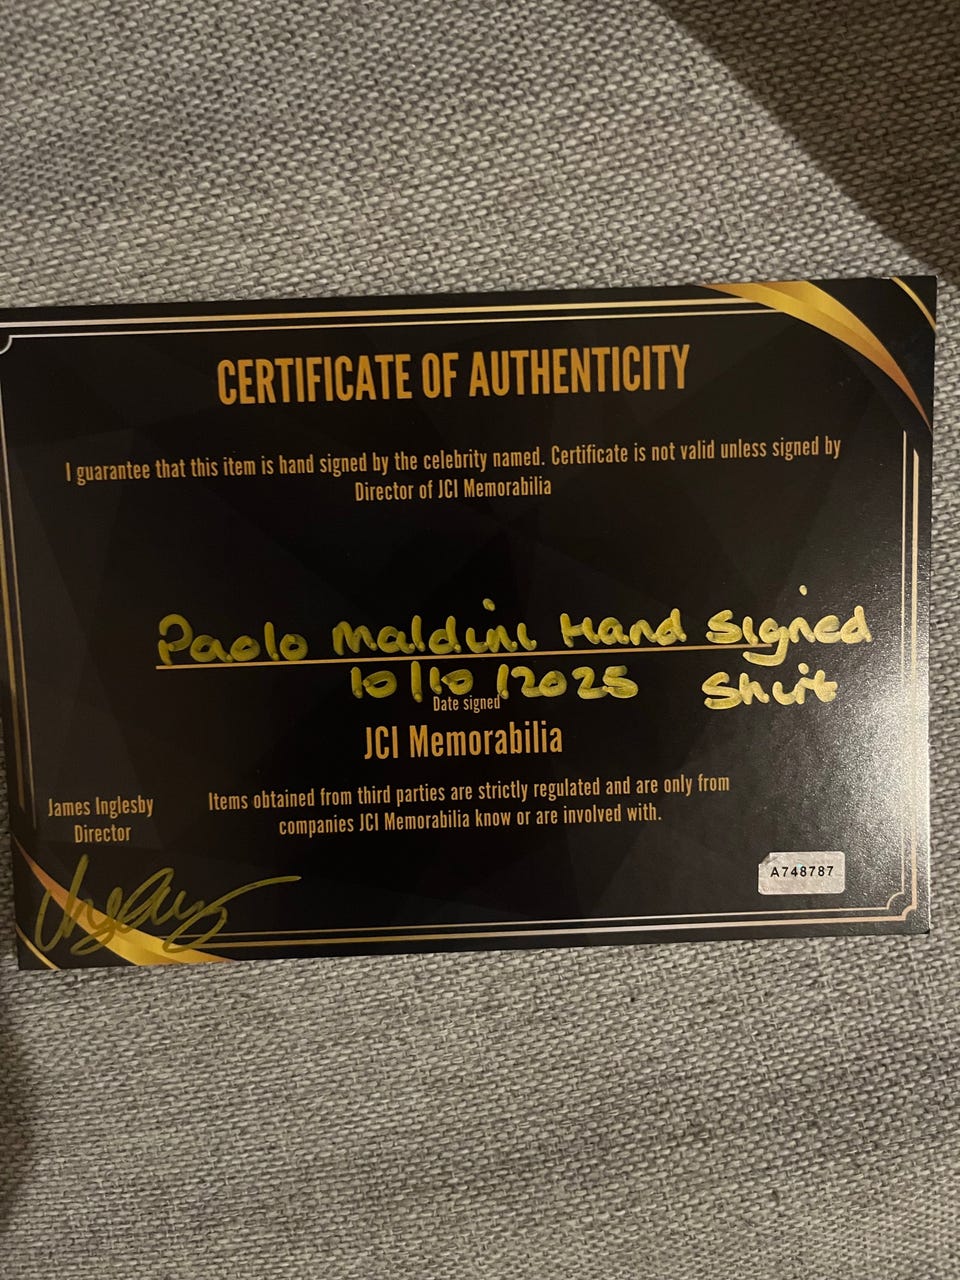 CERTIFICATE OF AUTHENTICITY
I guarantee that this item is hand signed by the celebrity named. Certificate is not valid unless signed by
Director of JCI Memorabilia
Paolo Maldini Hand Signed
10/10/2025 Shirt
Date signed
JCI Memorabilia
Items obtained from third parties are strictly regulated and are only from
companies JCI Memorabilia know or are involved with.
James Inglesby
Director
A748787